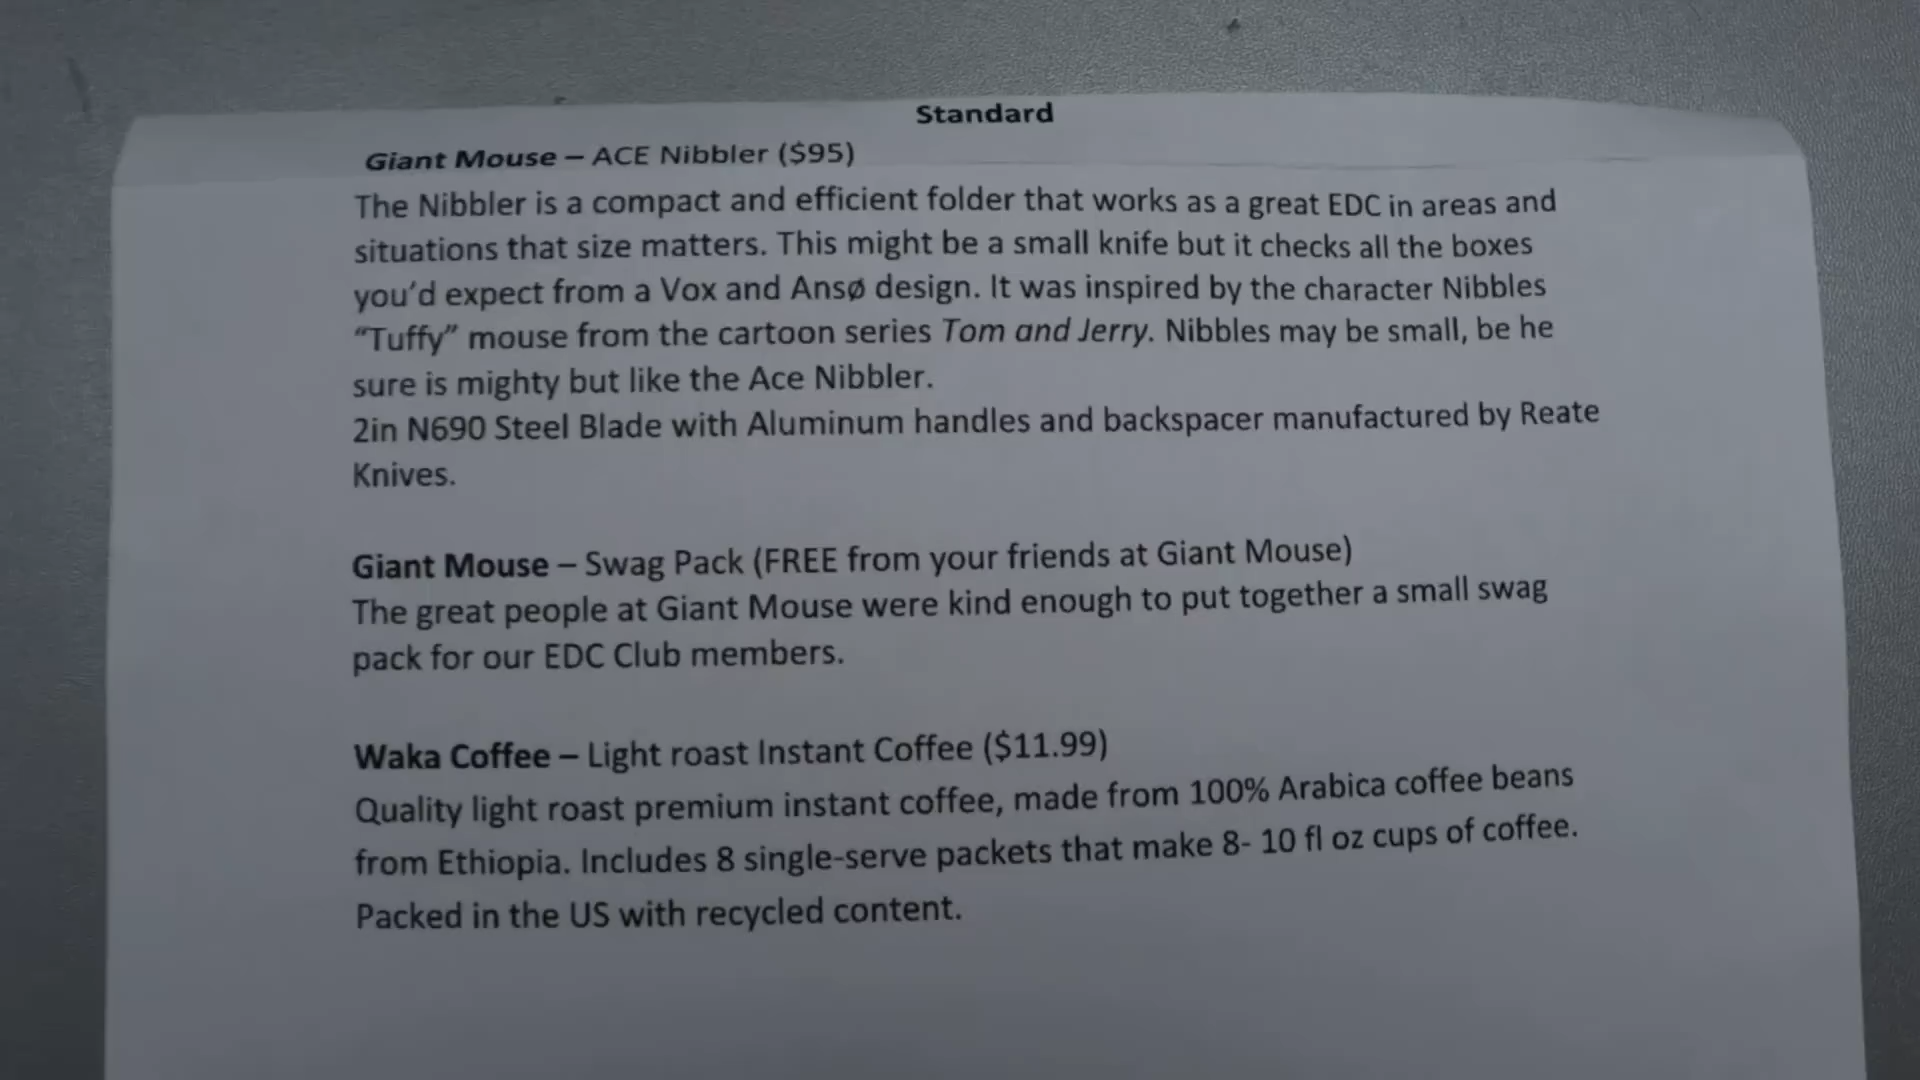 Standard
Giant Mouse – ACE Nibbler ($95)
The Nibbler is a compact and efficient folder that works as a great EDC in areas and
situations that size matters. This might be a small knife but it checks all the boxes
you’d expect from a Vox and Ansø design. It was inspired by the character Nibbles
“Tuffy” mouse from the cartoon series Tom and Jerry. Nibbles may be small, be he
sure is mighty but like the Ace Nibbler.
2in N690 Steel Blade with Aluminum handles and backspacer manufactured by Reate
Knives.
Giant Mouse – Swag Pack (FREE from your friends at Giant Mouse)
The great people at Giant Mouse were kind enough to put together a small swag
pack for our EDC Club members.
Waka Coffee – Light roast Instant Coffee ($11.99)
Quality light roast premium instant coffee, made from 100% Arabica coffee beans
from Ethiopia. Includes 8 single-serve packets that make 8- 10 fl oz cups of coffee.
Packed in the US with recycled content.